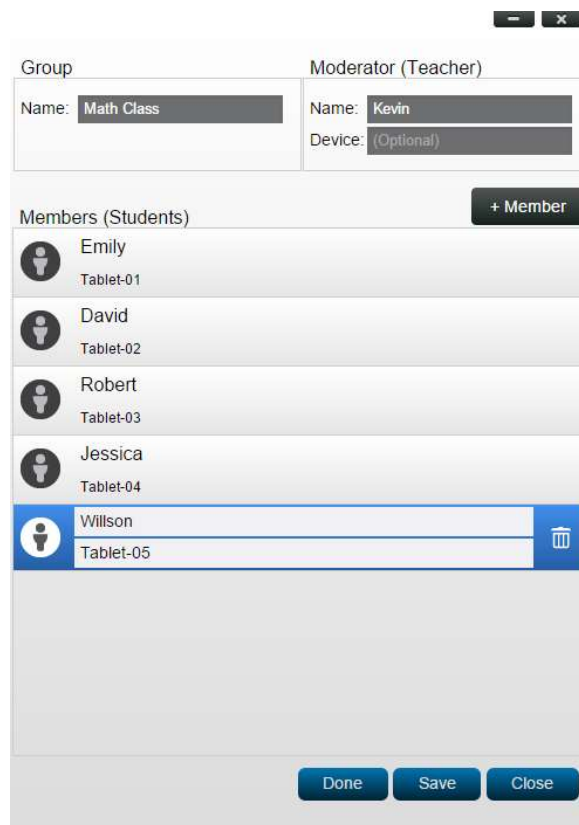 Group
Name: Math Class
Moderator (Teacher)
Name: Kevin
Device: (Optional)
Members (Students)
+ Member
Emily
Tablet-01
David
Tablet-02
Robert
Tablet-03
Jessica
Tablet-04
Willson
Tablet-05
Done Save Close